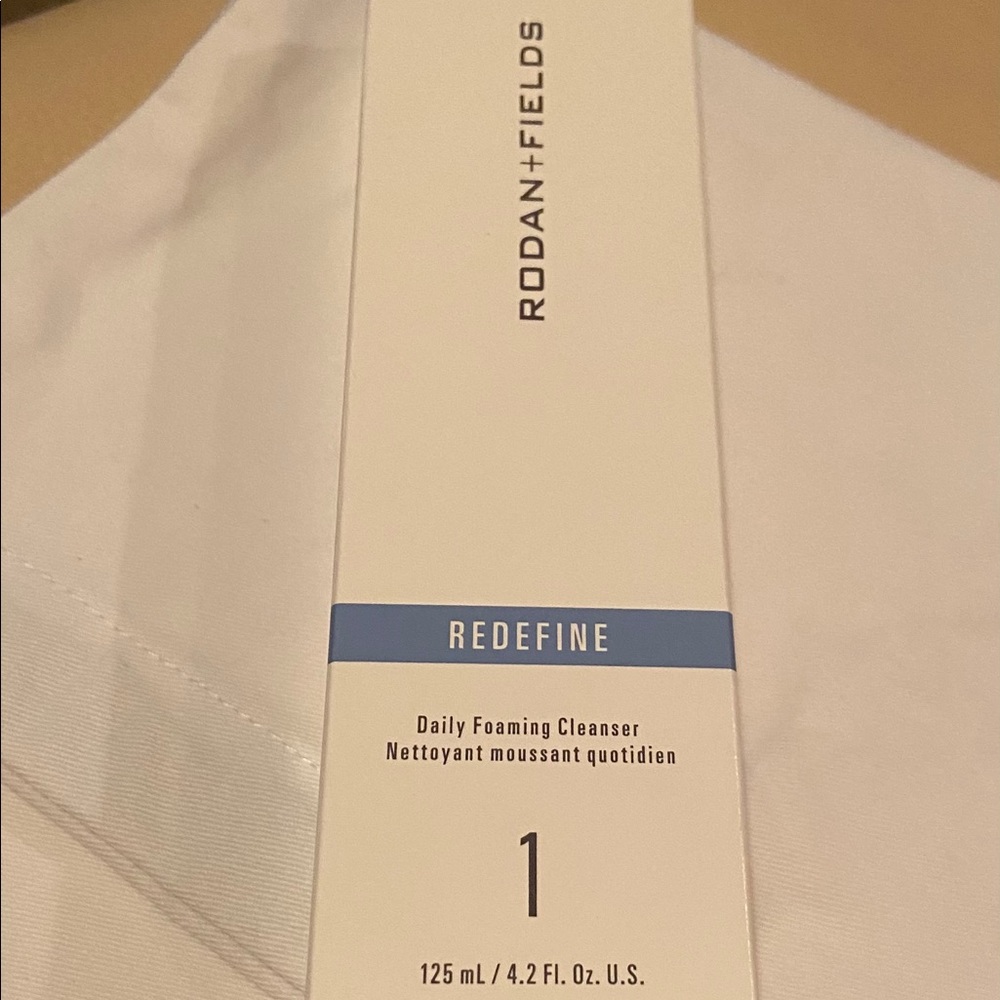 RODAN+FIELDS
REDEFINE
Daily Foaming Cleanser
Nettoyant moussant quotidien
1
125 mL / 4.2 Fl. Oz. U.S.